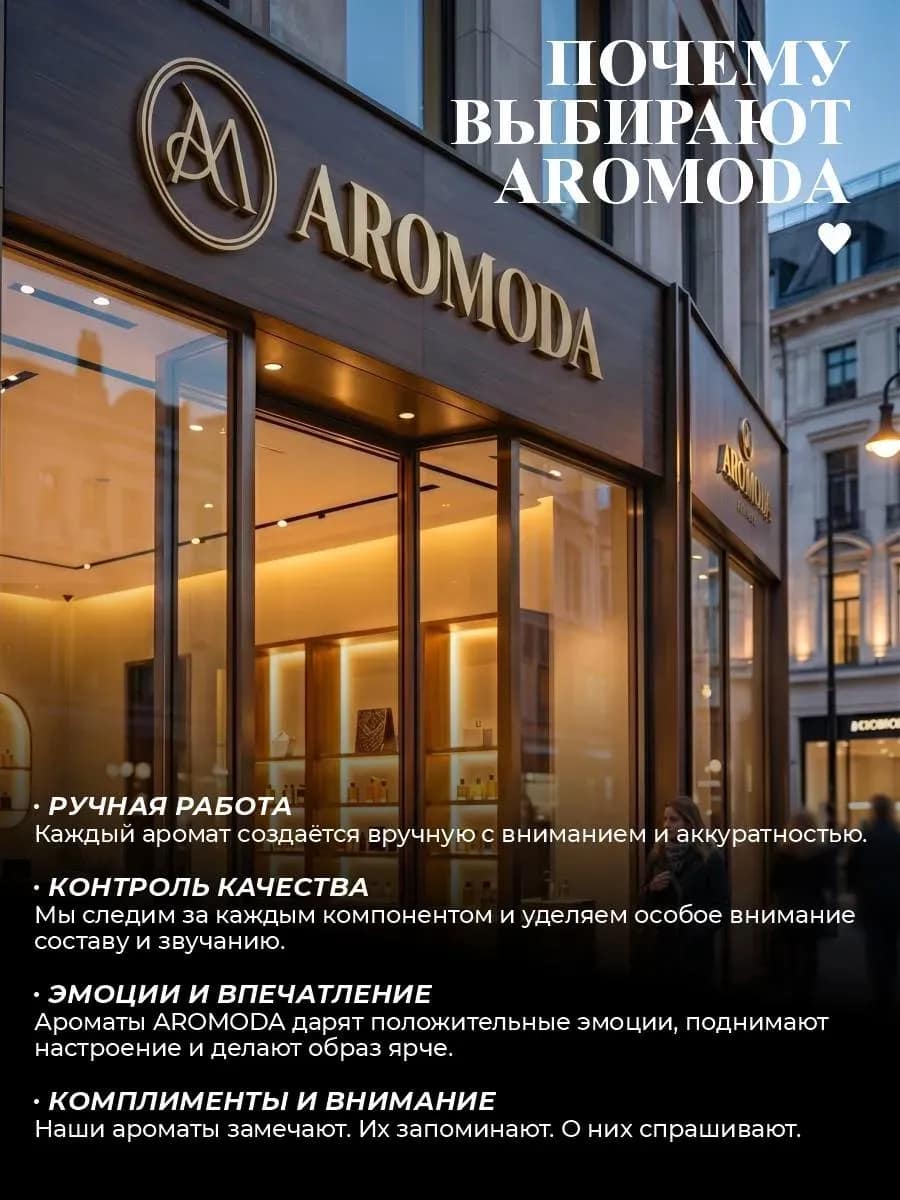 ПОЧЕМУ
ВЫБИРАЮТ
AROMODA
AM
AROMODA
AROMODA
· РУЧНАЯ РАБОТА
Каждый аромат создаётся вручную с вниманием и аккуратностью.
· КОНТРОЛЬ КАЧЕСТВА
Мы следим за каждым компонентом и уделяем особое внимание
составу и звучанию.
· ЭМОЦИИ И ВПЕЧАТЛЕНИЕ
Ароматы AROMODA дарят положительные эмоции, поднимают
настроение и делают образ ярче.
· КОМПЛИМЕНТЫ И ВНИМАНИЕ
Наши ароматы замечают. Их запоминают. О них спрашивают.